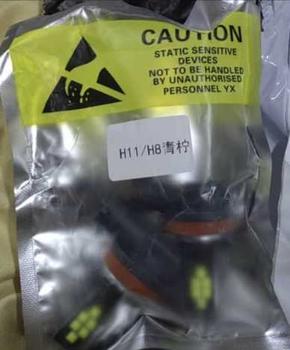 CAUTION
STATIC SENSITIVE
DEVICES
NOT TO BE HANDLED
BY UNAUTHORISED
PERSONNEL YX
H11/H8青柠